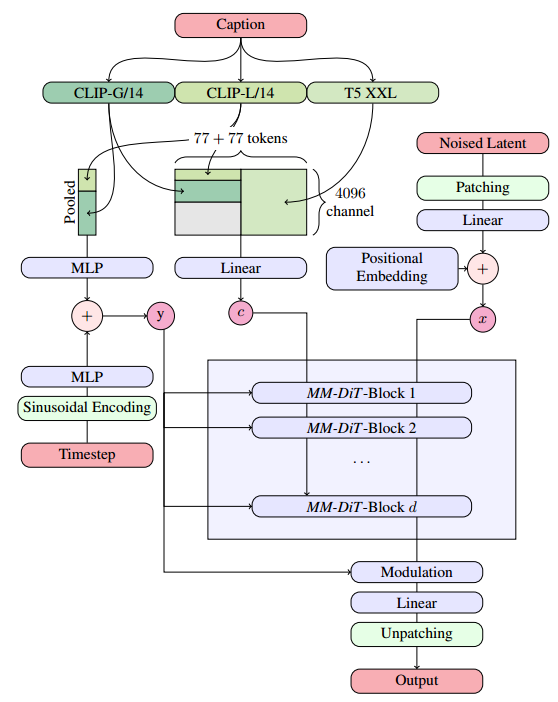 Caption
CLIP-G/14
CLIP-L/14
T5 XXL
77 + 77 tokens
Pooled
4096
channel
Noised Latent
Patching
Linear
Positional
Embedding
+
x
MLP
Linear
+
y
c
MLP
Sinusoidal Encoding
Timestep
MM-DiT-Block 1
MM-DiT-Block 2
. . .
MM-DiT-Block d
Modulation
Linear
Unpatching
Output